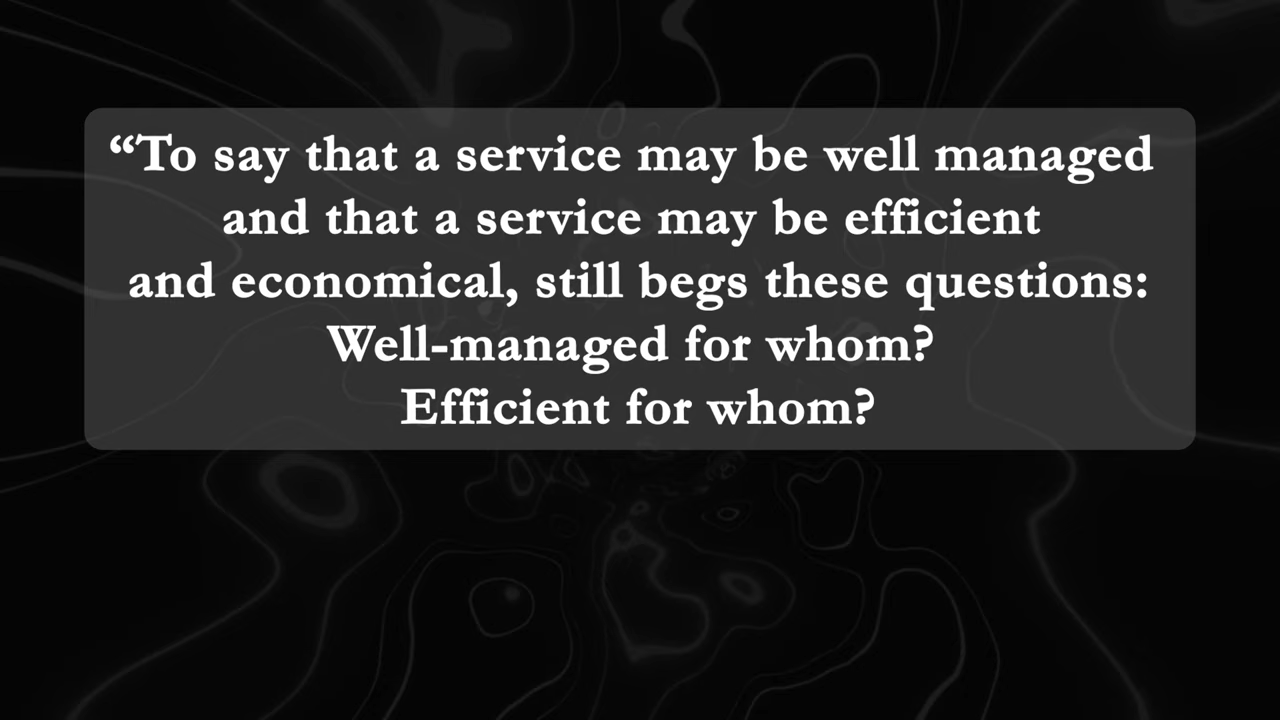 “To say that a service may be well managed
and that a service may be efficient
and economical, still begs these questions:
Well-managed for whom?
Efficient for whom?